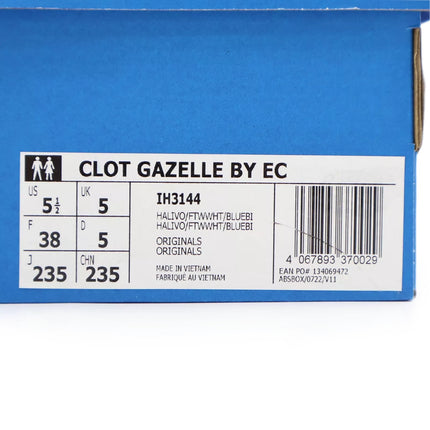 CLOT GAZELLE BY EC
US UK
5½ 5
F D
38 5
J CHN
235 235
IH3144
HALIVO/FTWWHT/BLUEBI
HALIVO/FTWWHT/BLUEBI
ORIGINALS
ORIGINALS
MADE IN VIETNAM
FABRIQUE AU VIETNAM
4 067893 370029
EAN PO# 134069472
ABSBOX/0722/V11